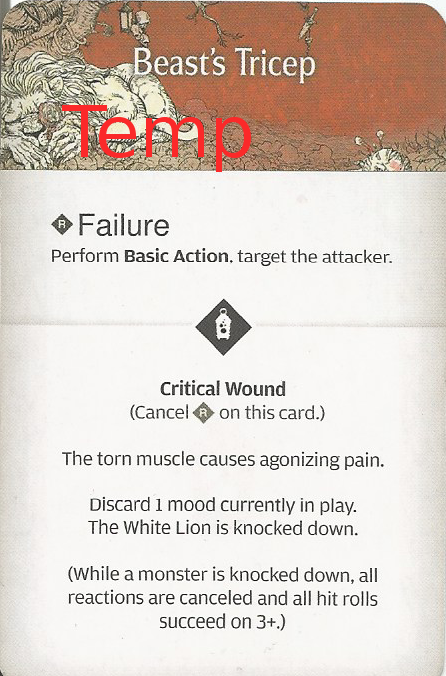 Beast's Tricep
Temp
R Failure
Perform Basic Action, target the attacker.
Critical Wound
(Cancel R on this card.)
The torn muscle causes agonizing pain.
Discard 1 mood currently in play.
The White Lion is knocked down.
(While a monster is knocked down, all
reactions are canceled and all hit rolls
succeed on 3+.)